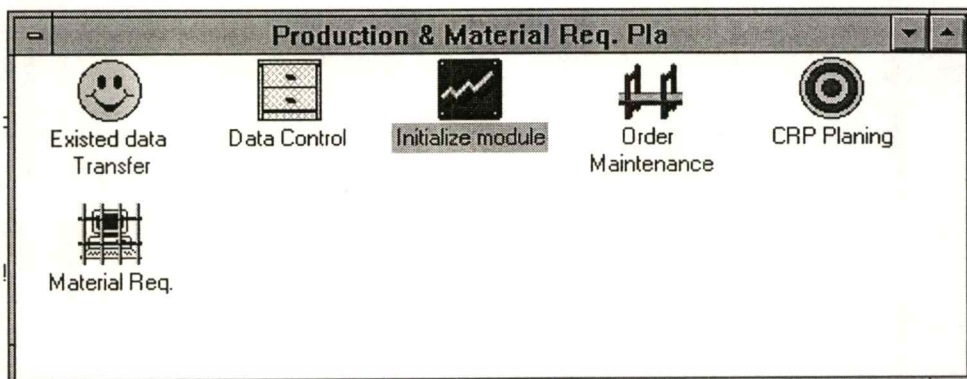 Production & Material Req. Pla
Existed data
Transfer
Data Control
Initialize module
Order
Maintenance
CRP Planing
Material Req.